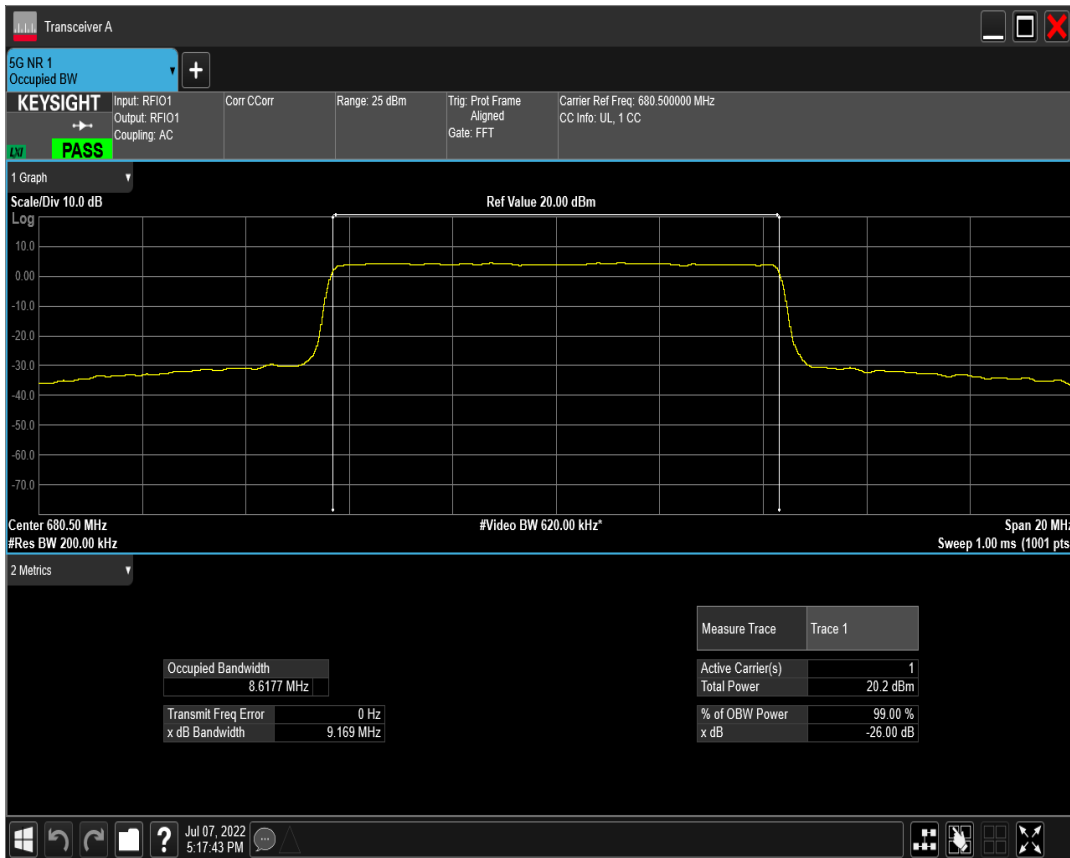 Transceiver A
5G NR 1
Occupied BW
KEYSIGHT
LXI
PASS
Input: RFIO1
Output: RFIO1
Coupling: AC
Corr CCorr
Range: 25 dBm
Trig: Prot Frame
Aligned
Gate: FFT
Carrier Ref Freq: 680.500000 MHz
CC Info: UL, 1 CC
1 Graph
Scale/Div 10.0 dB
Ref Value 20.00 dBm
Log
10.0
0.00
-10.0
-20.0
-30.0
-40.0
-50.0
-60.0
-70.0
Center 680.50 MHz
#Video BW 620.00 kHz*
Span 20 MHz
#Res BW 200.00 kHz
Sweep 1.00 ms (1001 pts
2 Metrics
Measure Trace Trace 1
Occupied Bandwidth
8.6177 MHz
Active Carrier(s) 1
Total Power 20.2 dBm
Transmit Freq Error 0 Hz
x dB Bandwidth 9.169 MHz
% of OBW Power 99.00 %
x dB -26.00 dB
?
Jul 07, 2022
5:17:43 PM